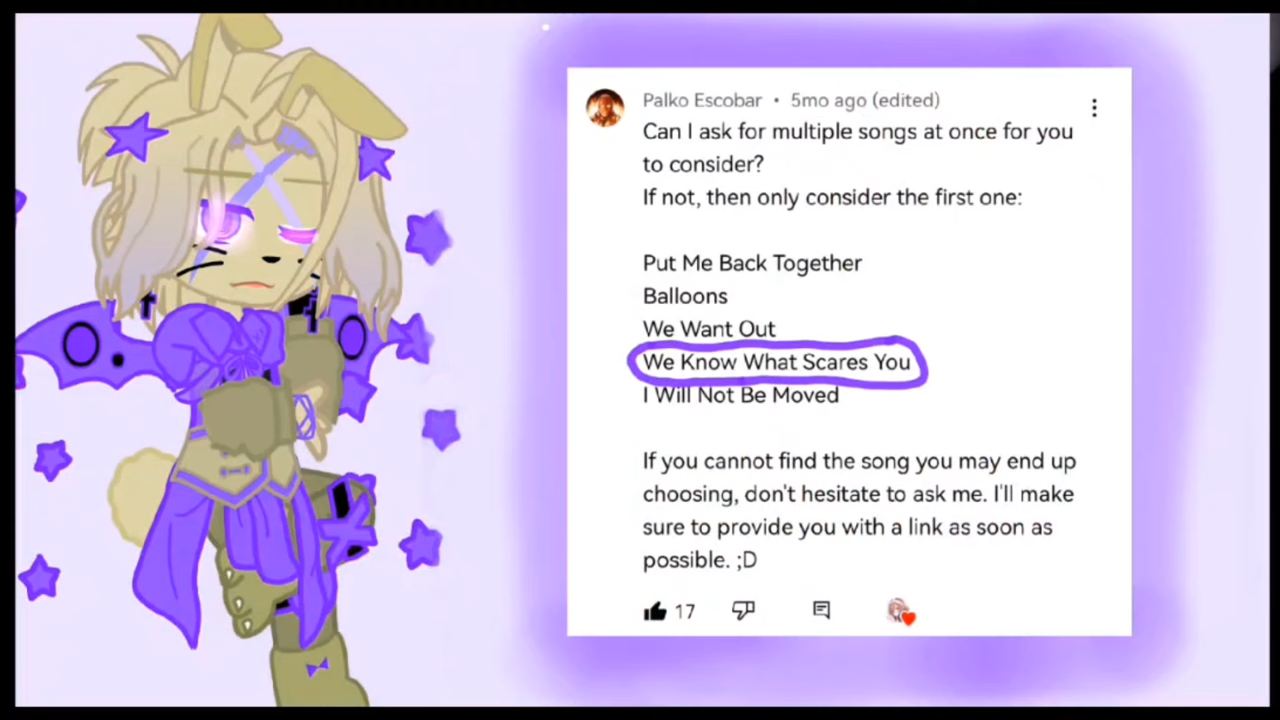 Palko Escobar • 5mo ago (edited)
Can I ask for multiple songs at once for you
to consider?
If not, then only consider the first one:
Put Me Back Together
Balloons
We Want Out
We Know What Scares You
I Will Not Be Moved
If you cannot find the song you may end up
choosing, don't hesitate to ask me. I'll make
sure to provide you with a link as soon as
possible. ;D
17